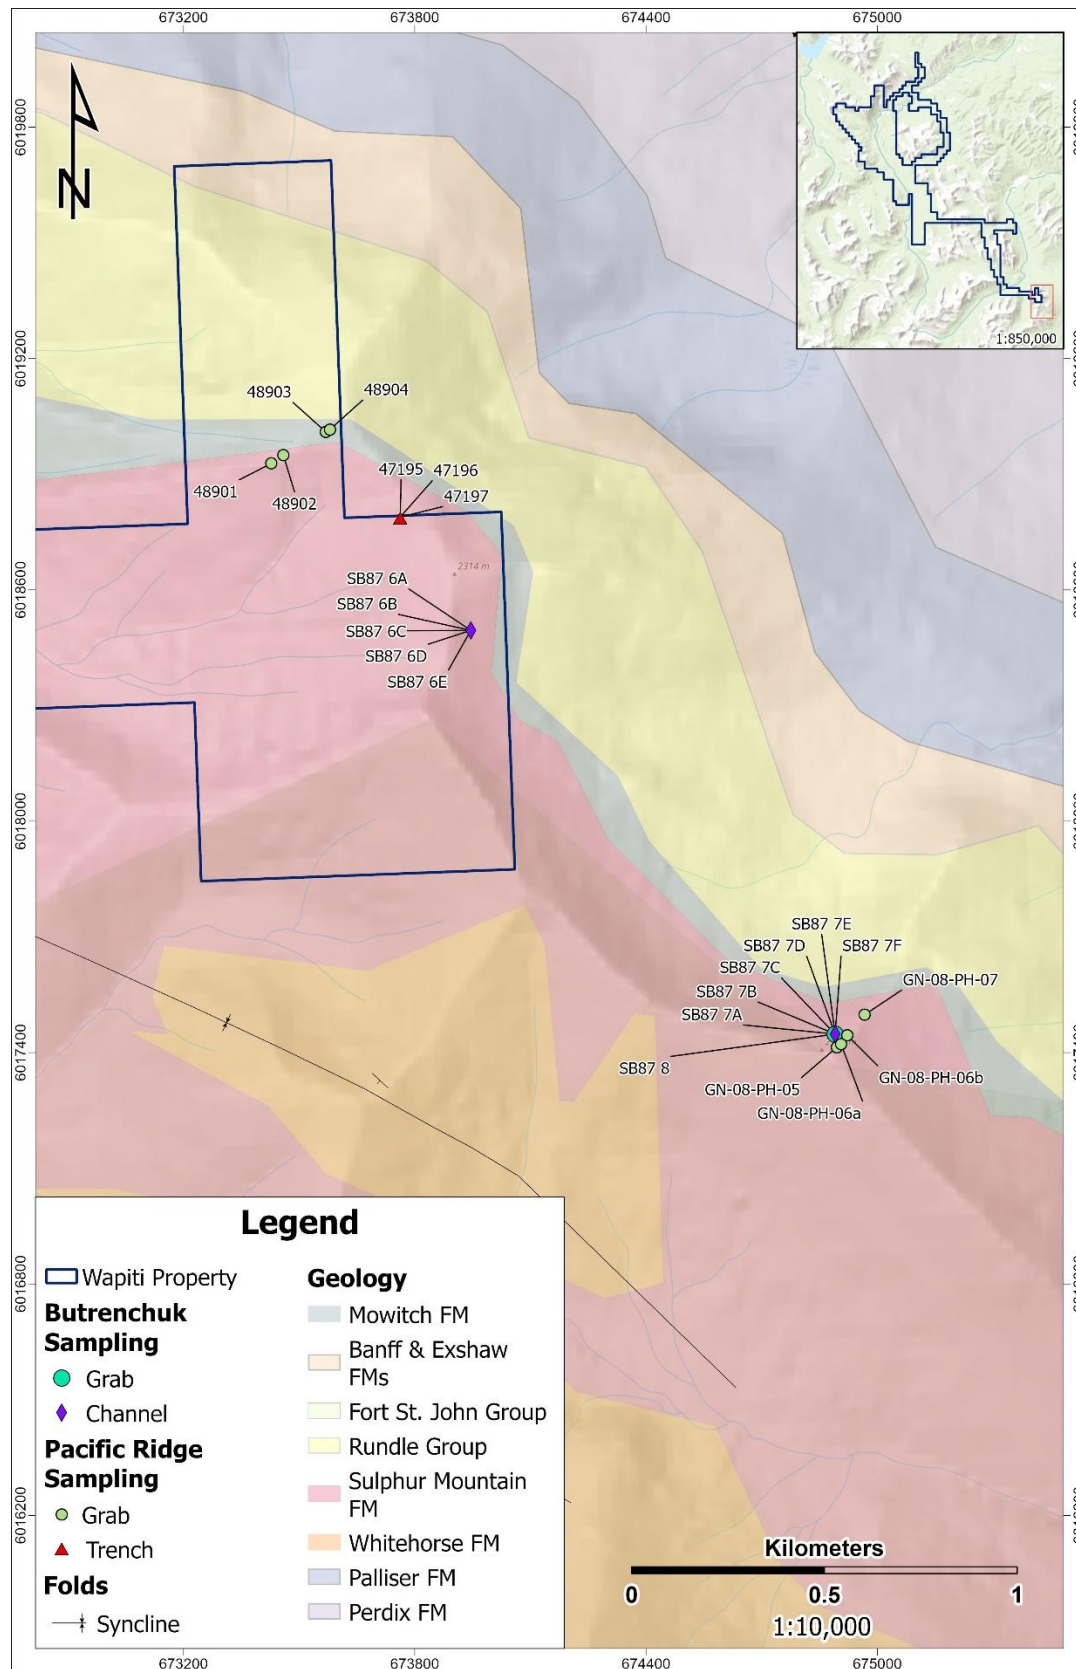 673200 673800 674400 675000
N
1:850,000
6019800
6019200
48903 48904
48901
48902
47195 47196
47197
6018600
2314 m
SB87 6A
SB87 6B
SB87 6C
SB87 6D
SB87 6E
6018000
SB87 7E
SB87 7D SB87 7F
SB87 7C
GN-08-PH-07
SB87 7B
SB87 7A
6017400
SB87 8
GN-08-PH-06b
GN-08-PH-05
GN-08-PH-06a
6016800
6016200
Legend
Wapiti Property
Butrenchuk
Sampling
Grab
Channel
Pacific Ridge
Sampling
Grab
Trench
Folds
Syncline
Geology
Mowitch FM
Banff & Exshaw
FMs
Fort St. John Group
Rundle Group
Sulphur Mountain
FM
Whitehorse FM
Palliser FM
Perdix FM
Kilometers
0 0.5 1
1:10,000
673200 673800 674400 675000